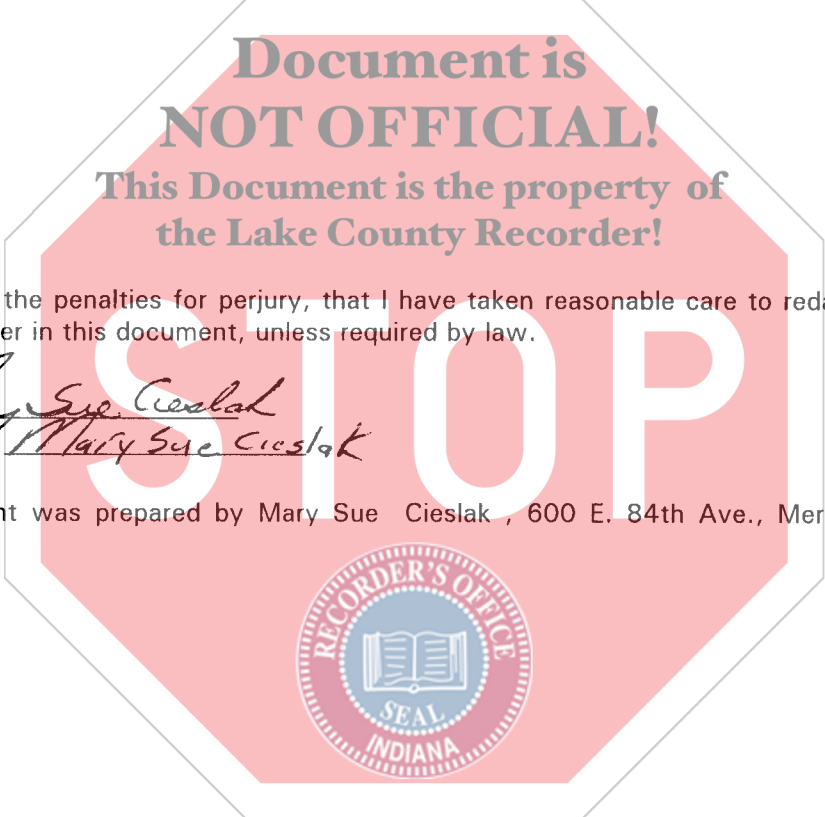 Document is
NOT OFFICIAL!
This Document is the property of
the Lake County Recorder!
the penalties for perjury, that I have taken reasonable care to reda
er in this document, unless required by law.
STOP
y Sue Cieslak
Mary Sue Cieslak
nt was prepared by Mary Sue Cieslak , 600 E. 84th Ave., Mer
RECORDER'S OFFICE
SEAL
INDIANA